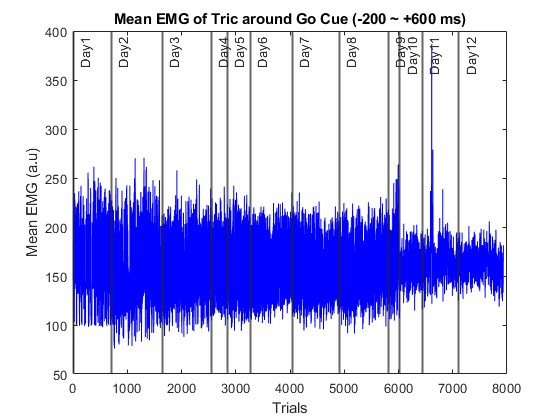 Mean EMG of Tric around Go Cue (-200 ~ +600 ms)
400
350
300
250
200
150
100
50
Mean EMG (a.u)
Day1
Day2
Day3
Day4
Day5
Day6
Day7
Day8
Day9
Day10
Day11
Day12
0 1000 2000 3000 4000 5000 6000 7000 8000
Trials